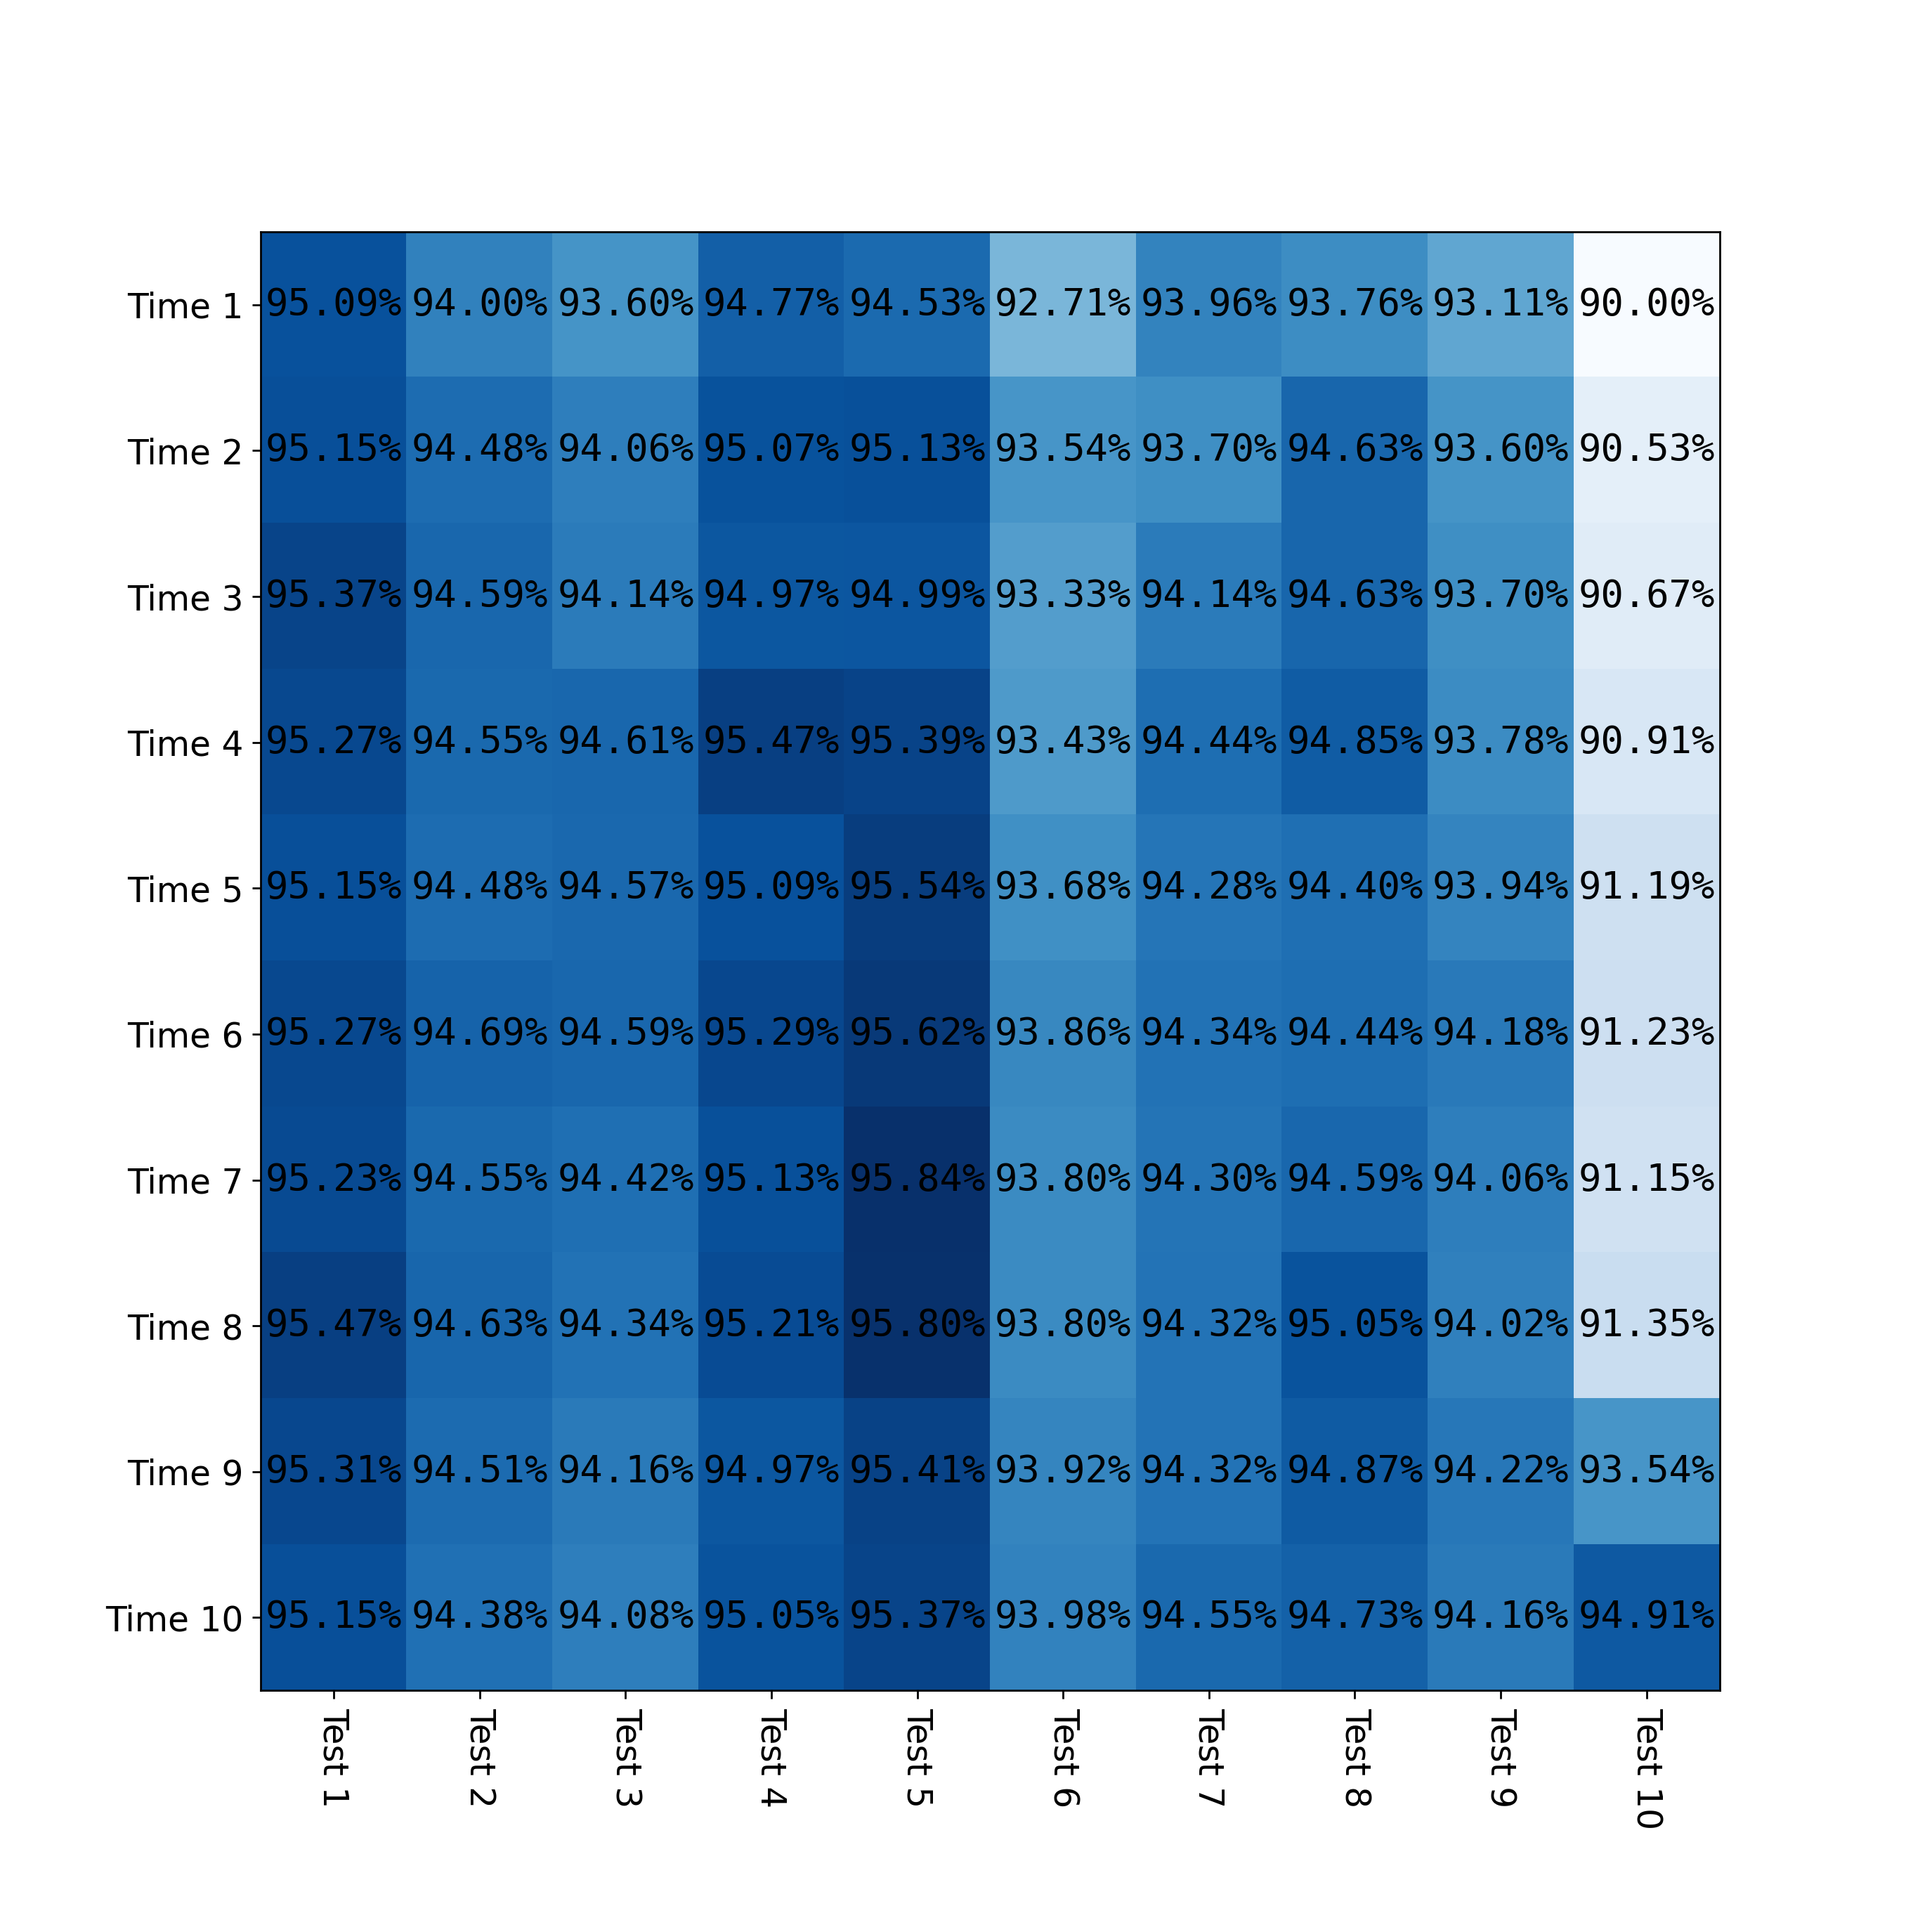 Time 1 95.09% 94.00% 93.60% 94.77% 94.53% 92.71% 93.96% 93.76% 93.11% 90.00%
Time 2 95.15% 94.48% 94.06% 95.07% 95.13% 93.54% 93.70% 94.63% 93.60% 90.53%
Time 3 95.37% 94.59% 94.14% 94.97% 94.99% 93.33% 94.14% 94.63% 93.70% 90.67%
Time 4 95.27% 94.55% 94.61% 95.47% 95.39% 93.43% 94.44% 94.85% 93.78% 90.91%
Time 5 95.15% 94.48% 94.57% 95.09% 95.54% 93.68% 94.28% 94.40% 93.94% 91.19%
Time 6 95.27% 94.69% 94.59% 95.29% 95.62% 93.86% 94.34% 94.44% 94.18% 91.23%
Time 7 95.23% 94.55% 94.42% 95.13% 95.84% 93.80% 94.30% 94.59% 94.06% 91.15%
Time 8 95.47% 94.63% 94.34% 95.21% 95.80% 93.80% 94.32% 95.05% 94.02% 91.35%
Time 9 95.31% 94.51% 94.16% 94.97% 95.41% 93.92% 94.32% 94.87% 94.22% 93.54%
Time 10 95.15% 94.38% 94.08% 95.05% 95.37% 93.98% 94.55% 94.73% 94.16% 94.91%
Test 1 Test 2 Test 3 Test 4 Test 5 Test 6 Test 7 Test 8 Test 9 Test 10